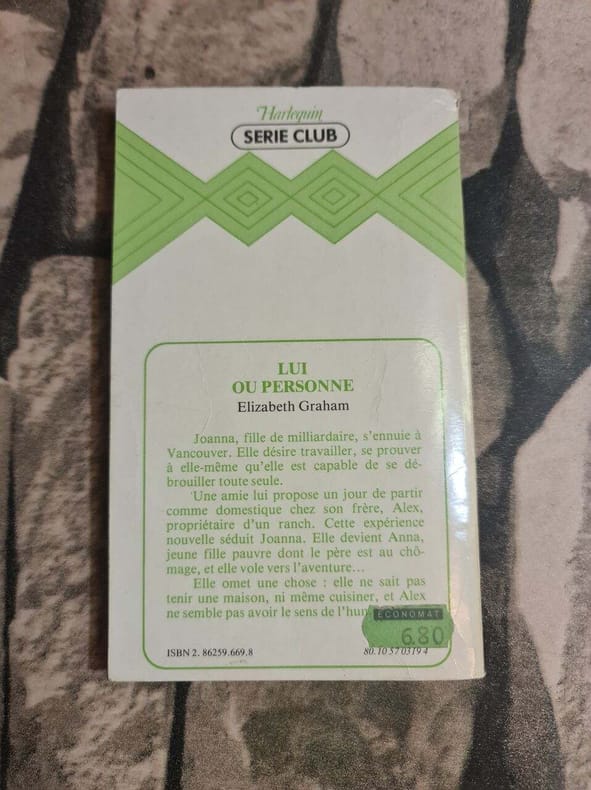 Harlequin
SERIE CLUB
LUI
OU PERSONNE
Elizabeth Graham
Joanna, fille de milliardaire, s'ennuie à
Vancouver. Elle désire travailler, se prouver
à elle-même qu'elle est capable de se dé-
brouiller toute seule.
Une amie lui propose un jour de partir
comme domestique chez son frère, Alex,
propriétaire d'un ranch. Cette expérience
nouvelle séduit Joanna. Elle devient Anna,
jeune fille pauvre dont le père est au chô-
mage, et elle vole vers l'aventure...
Elle omet une chose : elle ne sait pas
tenir une maison, ni même cuisiner, et Alex
ne semble pas avoir le sens de l'hum
ECONOMAT
6.80
ISBN 2. 86259.669.8
80.10 57 0319 4